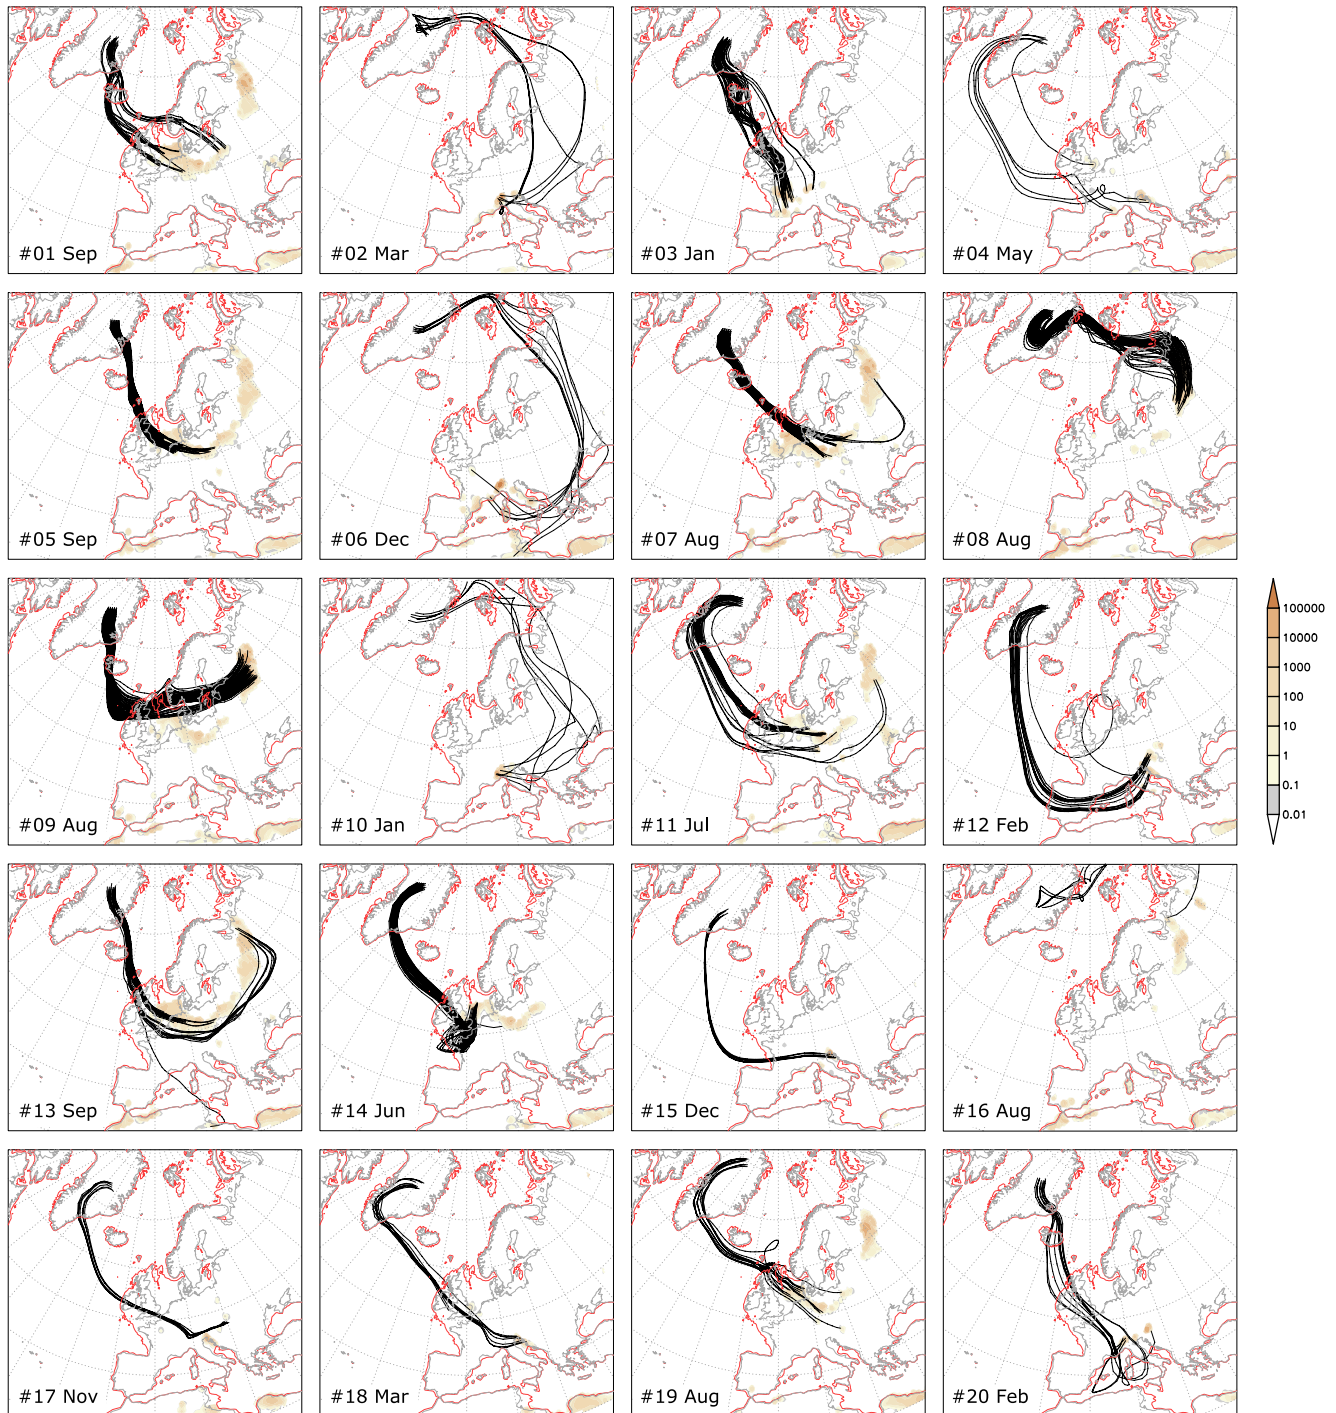 #01 Sep
#02 Mar
#03 Jan
#04 May
#05 Sep
#06 Dec
#07 Aug
#08 Aug
#09 Aug
#10 Jan
#11 Jul
#12 Feb
100000
10000
1000
100
10
1
0.1
0.01
#13 Sep
#14 Jun
#15 Dec
#16 Aug
#17 Nov
#18 Mar
#19 Aug
#20 Feb